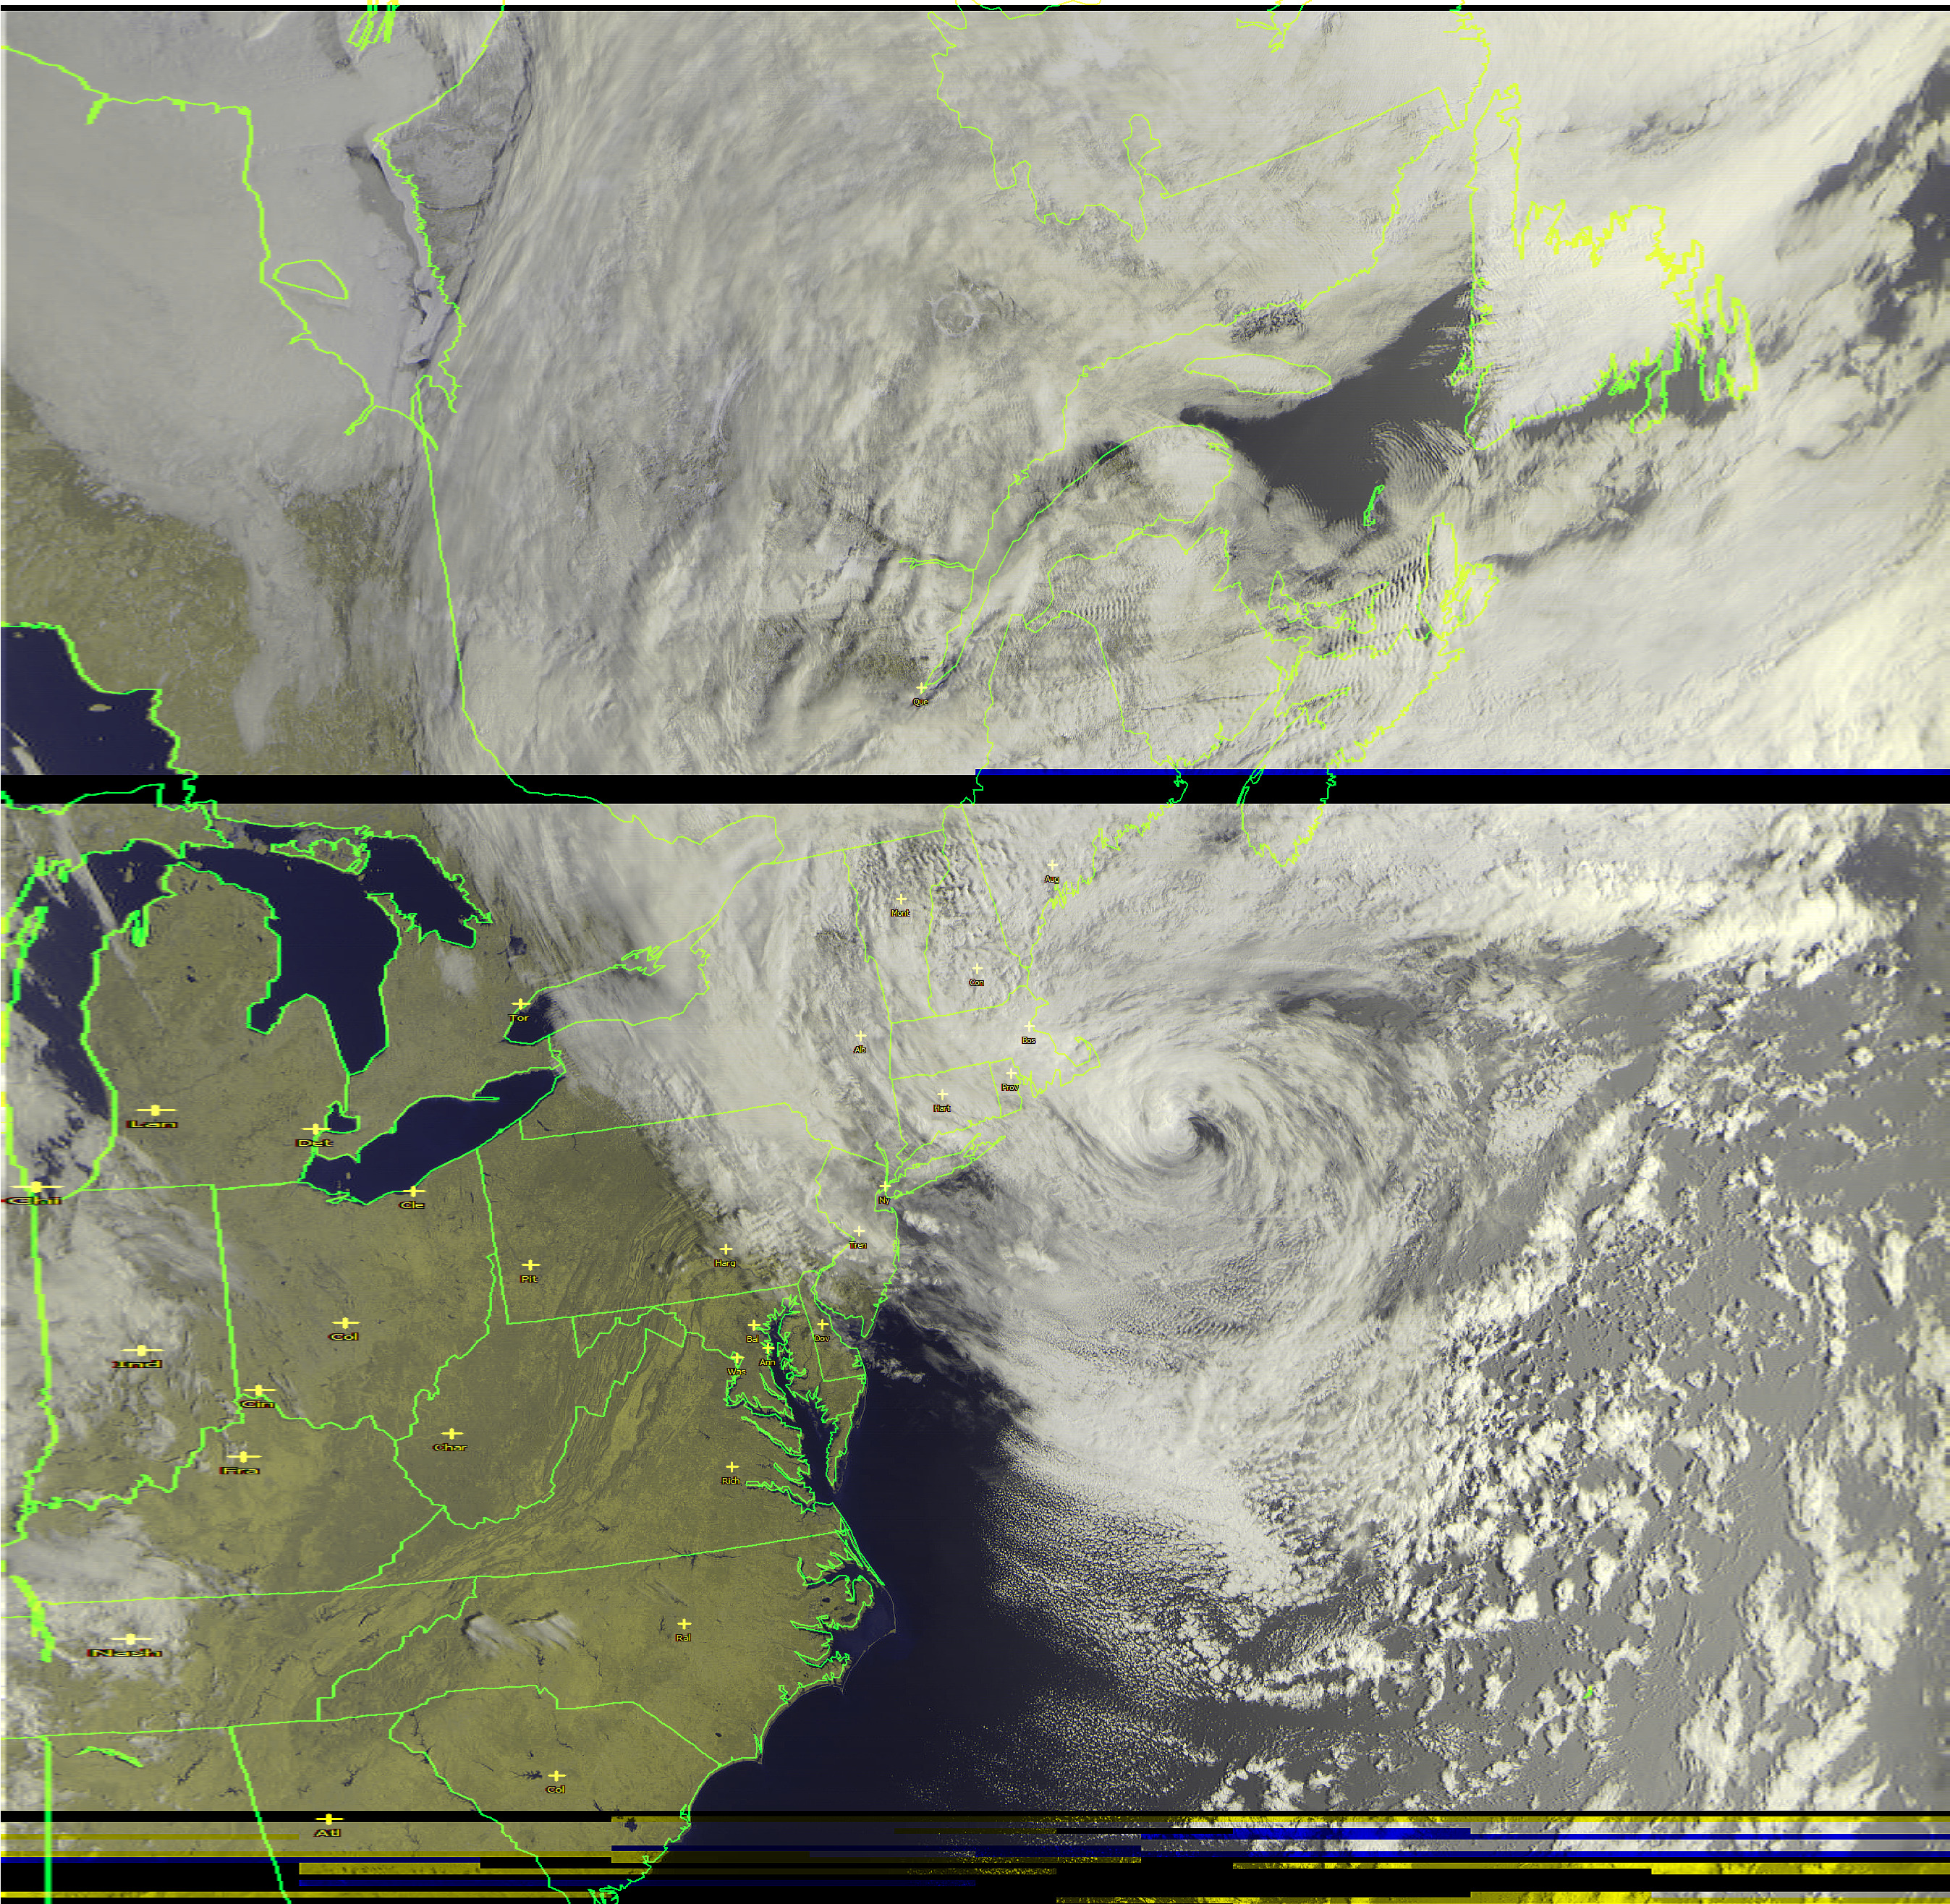 Que
Aug
Mont
Con
Tor
Bos
Alb
Prov
Hart
Lan
Det
Chi
Cle
Ny
Tren
Harg
Pit
Col
Bal
Dov
Ann
Ind
Was
Cin
Char
Fra
Rich
Ral
Nash
Col
Atl